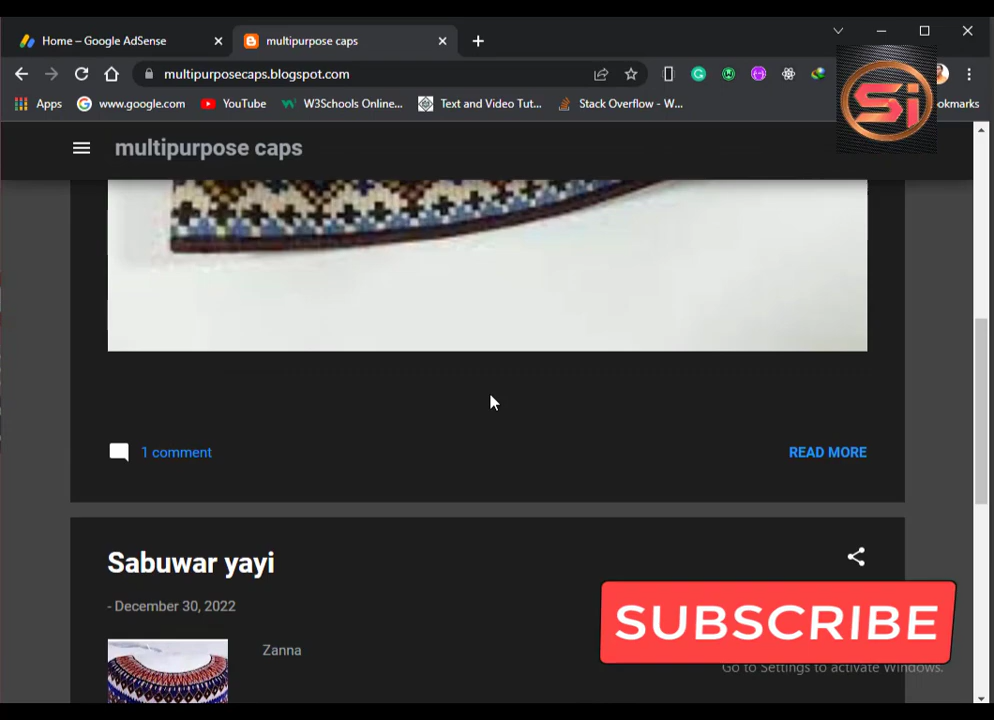 Home – Google AdSense
multipurpose caps
multipurposecaps.blogspot.com
Apps
www.google.com
YouTube
W3Schools Online...
Text and Video Tut...
Stack Overflow - W...
okmarks
Si
multipurpose caps
1 comment
READ MORE
Sabuwar yayi
- December 30, 2022
Zanna
SUBSCRIBE
Go to Settings to activate Windows.